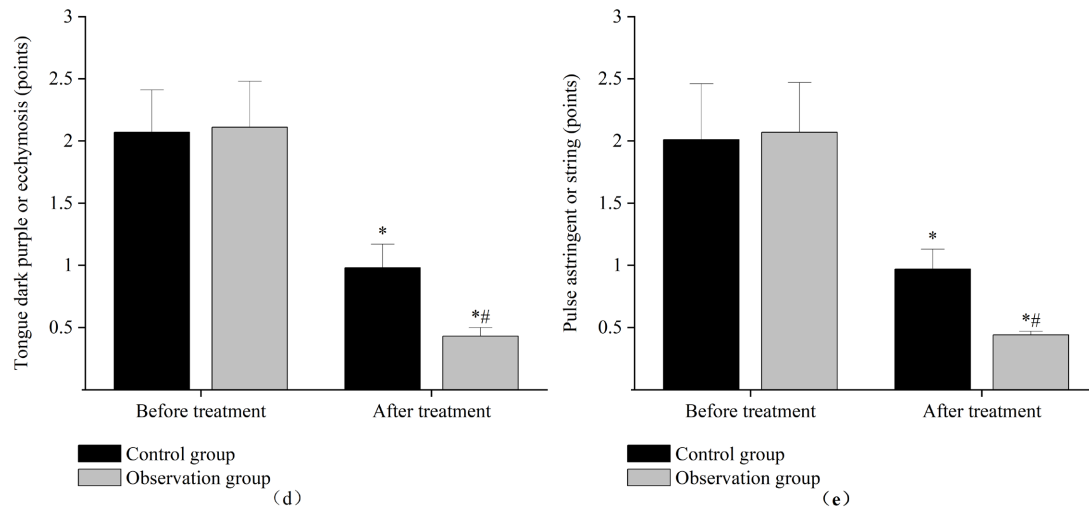 Tongue dark purple or ecchymosis (points)
3
2.5
2
1.5
1
0.5
*
*#
Before treatment
After treatment
Control group
Observation group
（d）
Pulse astringent or string (points)
3
2.5
2
1.5
1
0.5
*
*#
Before treatment
After treatment
Control group
Observation group
（e）